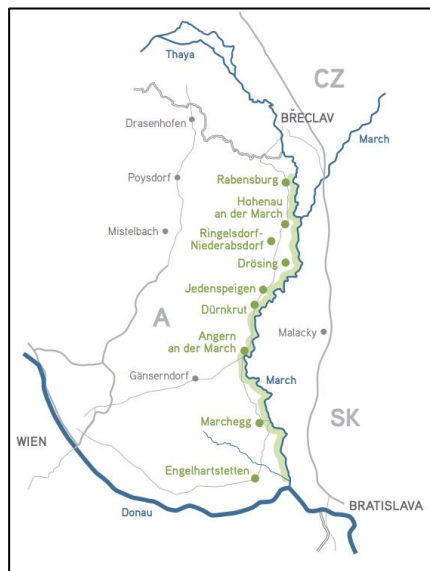 CZ
Thaya
Drasenhofen
BŘECLAV
March
Poysdorf
Rabensburg
Hohenau
an der March
Mistelbach
Ringelsdorf-
Niederabsdorf
Drösing
Jedenspeigen
A
Dürnkrut
Malacky
Angern
an der March
Gänserndorf
March
Marchegg
SK
WIEN
Engelhartstetten
Donau
BRATISLAVA